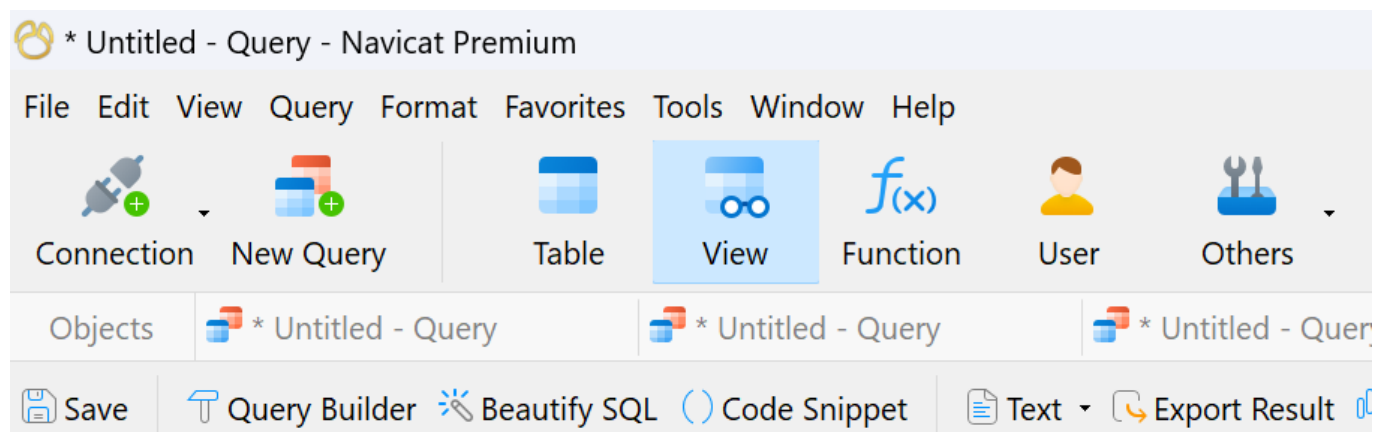 * Untitled - Query - Navicat Premium
File Edit View Query Format Favorites Tools Window Help
Connection New Query Table View Function User Others
Objects * Untitled - Query * Untitled - Query * Untitled - Query
Save Query Builder Beautify SQL () Code Snippet Text Export Result